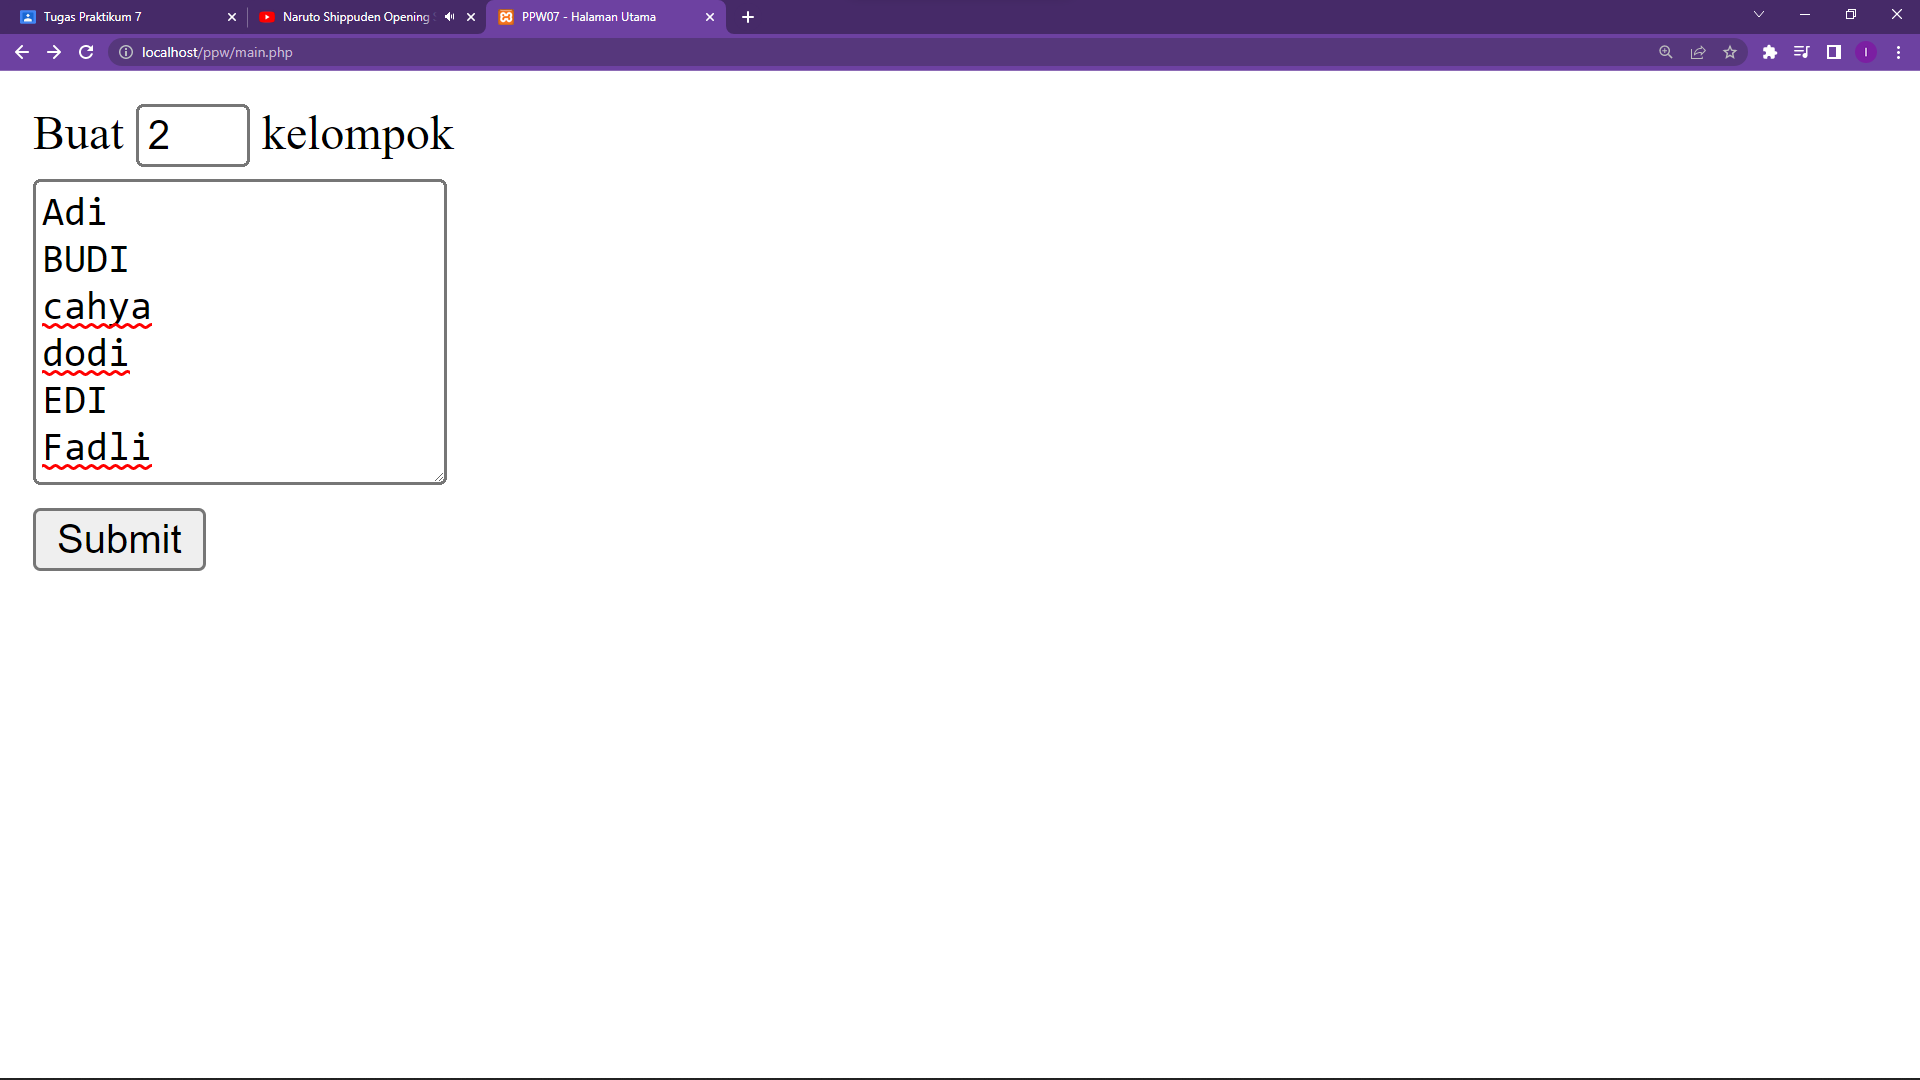 Tugas Praktikum 7
Naruto Shippuden Opening
PPW07 - Halaman Utama
localhost/ppw/main.php
I
Buat 2 kelompok
Adi
BUDI
cahya
dodi
EDI
Fadli
Submit